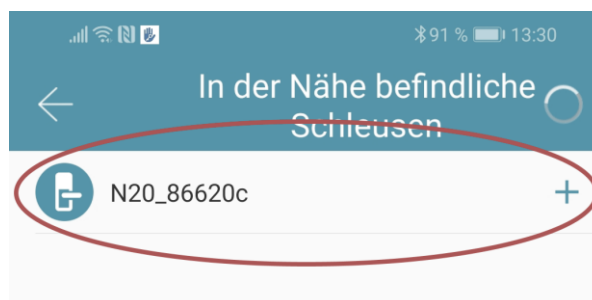 91 % 13:30
In der Nähe befindliche
Schleusen
N20_86620c